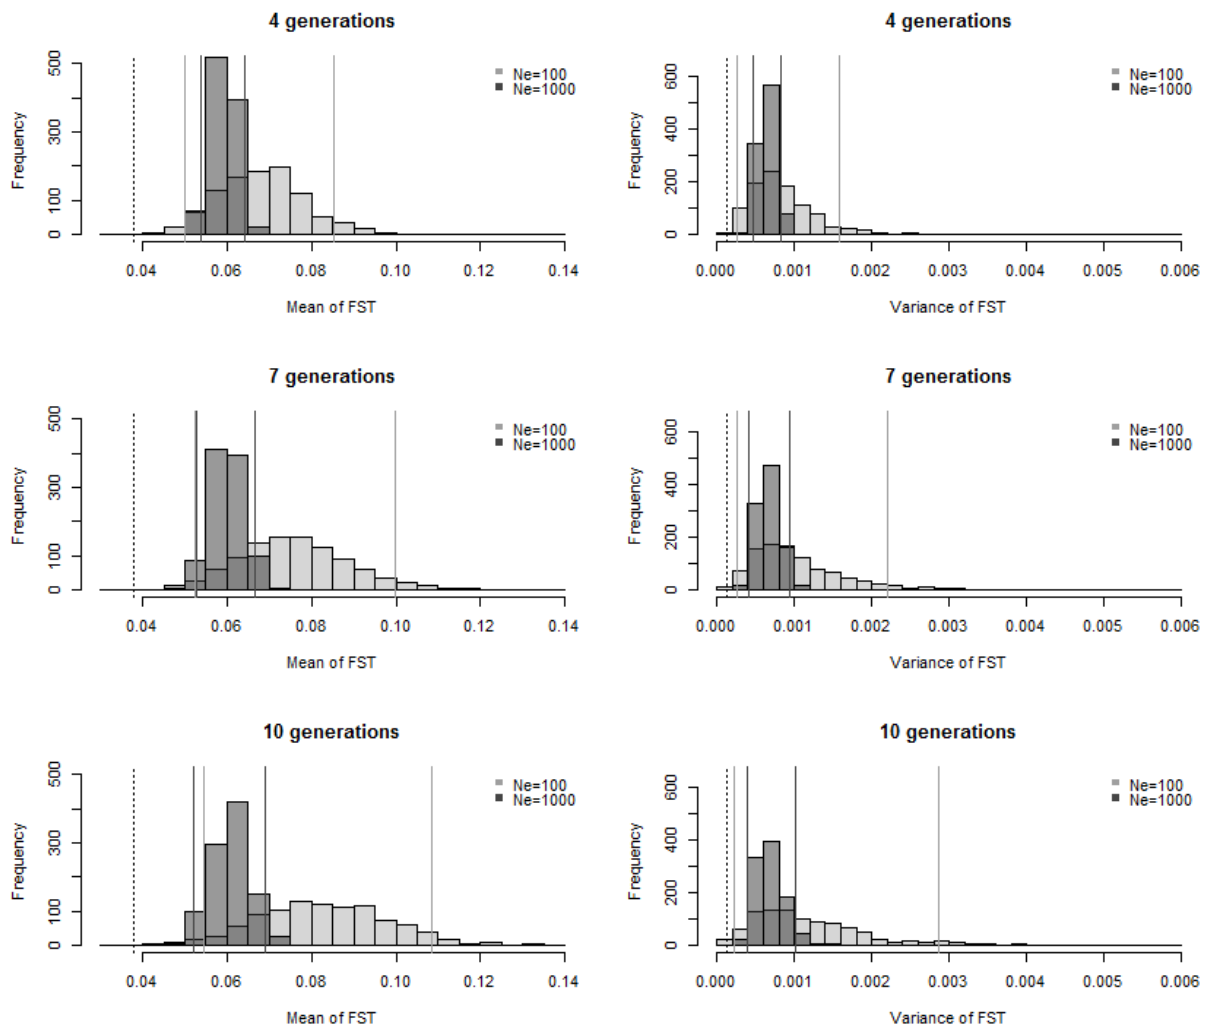 4 generations
500
300
100
0
Frequency
Ne=100
Ne=1000
0.04 0.06 0.08 0.10 0.12 0.14
Mean of FST
4 generations
600
400
200
0
Frequency
Ne=100
Ne=1000
0.000 0.001 0.002 0.003 0.004 0.005 0.006
Variance of FST
7 generations
500
300
100
0
Frequency
Ne=100
Ne=1000
0.04 0.06 0.08 0.10 0.12 0.14
Mean of FST
7 generations
600
400
200
0
Frequency
Ne=100
Ne=1000
0.000 0.001 0.002 0.003 0.004 0.005 0.006
Variance of FST
10 generations
500
300
100
0
Frequency
Ne=100
Ne=1000
0.04 0.06 0.08 0.10 0.12 0.14
Mean of FST
10 generations
600
400
200
0
Frequency
Ne=100
Ne=1000
0.000 0.001 0.002 0.003 0.004 0.005 0.006
Variance of FST